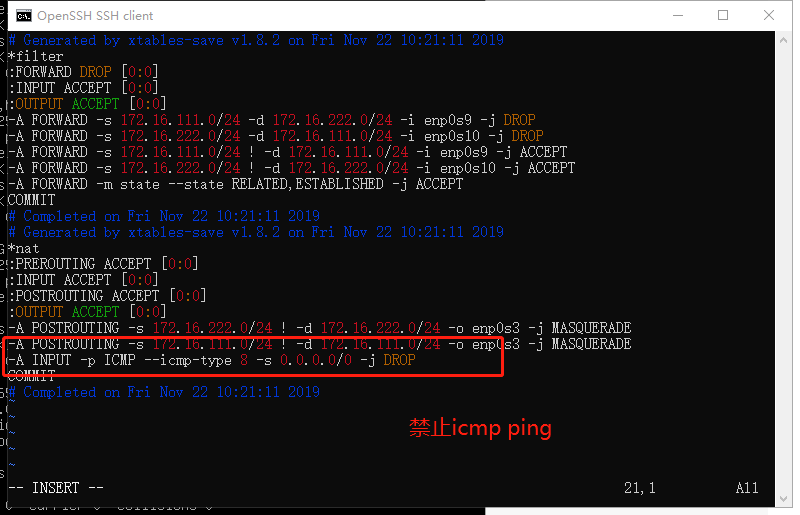 OpenSSH SSH client
# Generated by xtables-save v1.8.2 on Fri Nov 22 10:21:11 2019
*filter
:FORWARD DROP [0:0]
:INPUT ACCEPT [0:0]
:OUTPUT ACCEPT [0:0]
-A FORWARD -s 172.16.111.0/24 -d 172.16.222.0/24 -i enp0s9 -j DROP
-A FORWARD -s 172.16.222.0/24 -d 172.16.111.0/24 -i enp0s10 -j DROP
-A FORWARD -s 172.16.111.0/24 ! -d 172.16.111.0/24 -i enp0s9 -j ACCEPT
-A FORWARD -s 172.16.222.0/24 ! -d 172.16.222.0/24 -i enp0s10 -j ACCEPT
-A FORWARD -m state --state RELATED,ESTABLISHED -j ACCEPT
COMMIT
# Completed on Fri Nov 22 10:21:11 2019
# Generated by xtables-save v1.8.2 on Fri Nov 22 10:21:11 2019
*nat
:PREROUTING ACCEPT [0:0]
:INPUT ACCEPT [0:0]
:POSTROUTING ACCEPT [0:0]
:OUTPUT ACCEPT [0:0]
-A POSTROUTING -s 172.16.222.0/24 ! -d 172.16.222.0/24 -o enp0s3 -j MASQUERADE
-A POSTROUTING -s 172.16.111.0/24 ! -d 172.16.111.0/24 -o enp0s3 -j MASQUERADE
-A INPUT -p ICMP --icmp-type 8 -s 0.0.0.0/0 -j DROP
COMMIT
# Completed on Fri Nov 22 10:21:11 2019
~
禁止icmp ping
~
~
~
~
-- INSERT -- 21,1 All